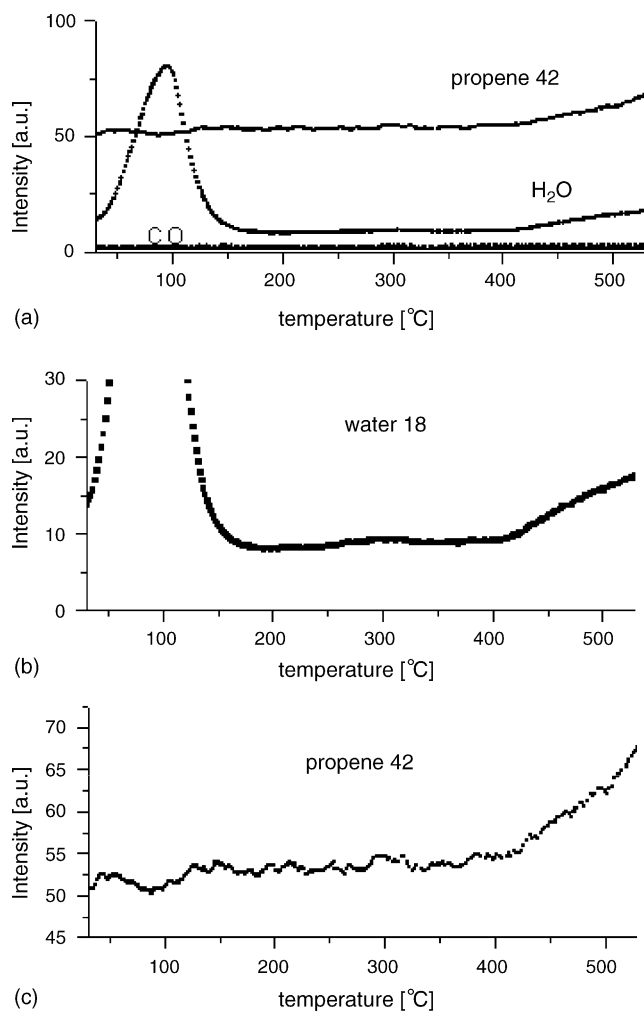 100
propene 42
50
H₂O
CO
0
Intensity [a.u.]
100 200 300 400 500
(a) temperature [°C]
30
water 18
20
10
0
Intensity [a.u.]
100 200 300 400 500
temperature [°C]
(b)
70
65
propene 42
60
55
50
45
Intensity [a.u.]
100 200 300 400 500
(c) temperature [°C]